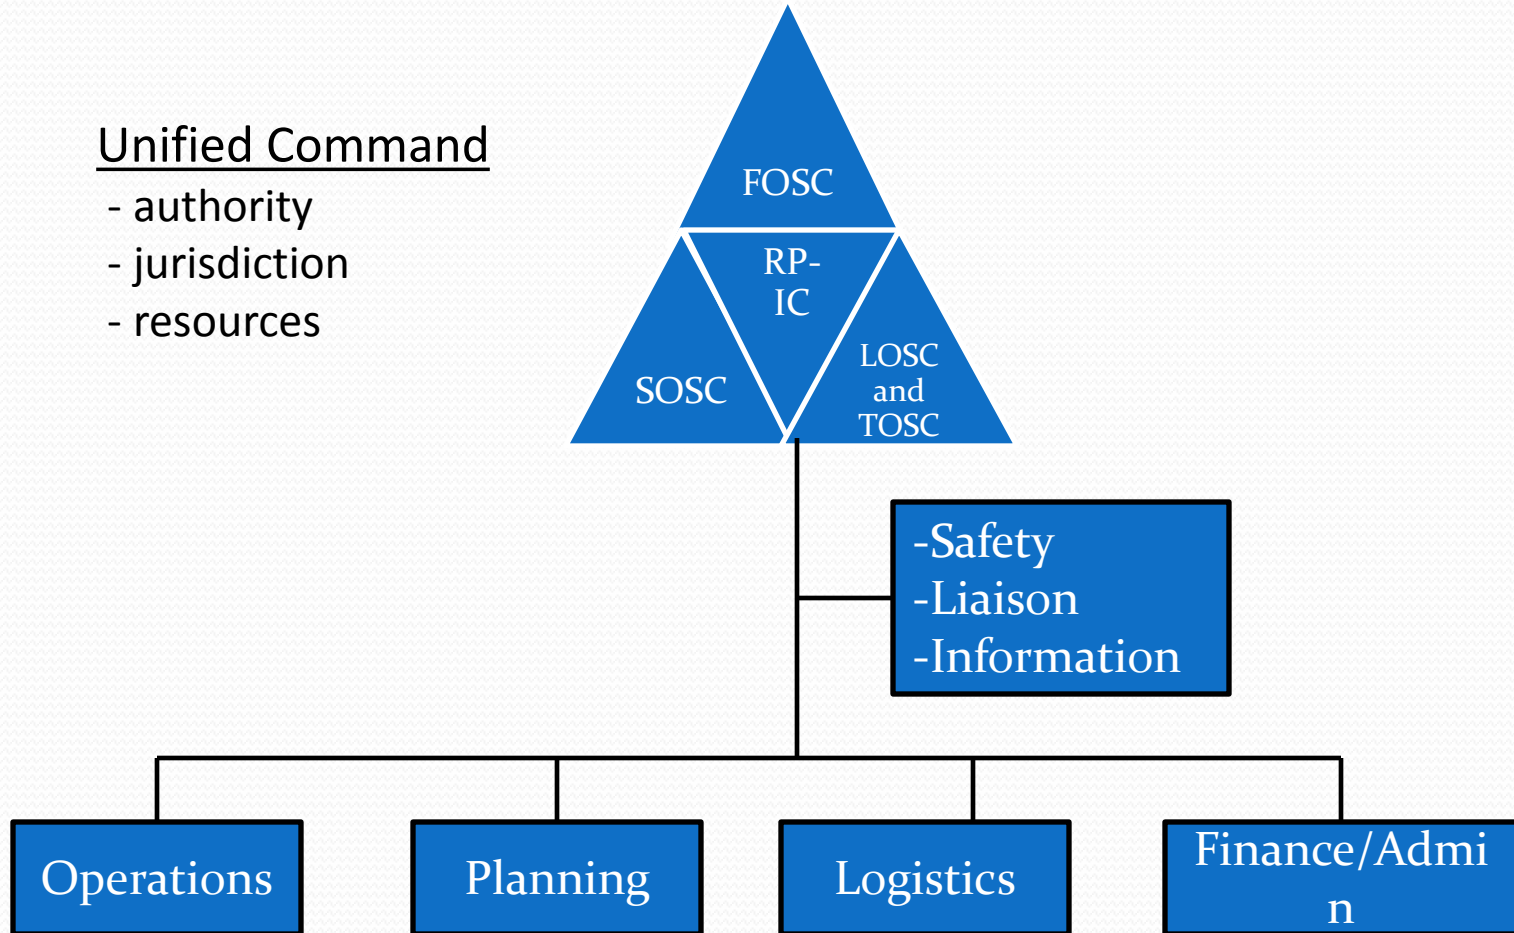 Unified Command
- authority
- jurisdiction
- resources
FOSC
RP-
IC
SOSC
LOSC
and
TOSC
-Safety
-Liaison
-Information
Operations
Planning
Logistics
Finance/Admi
n